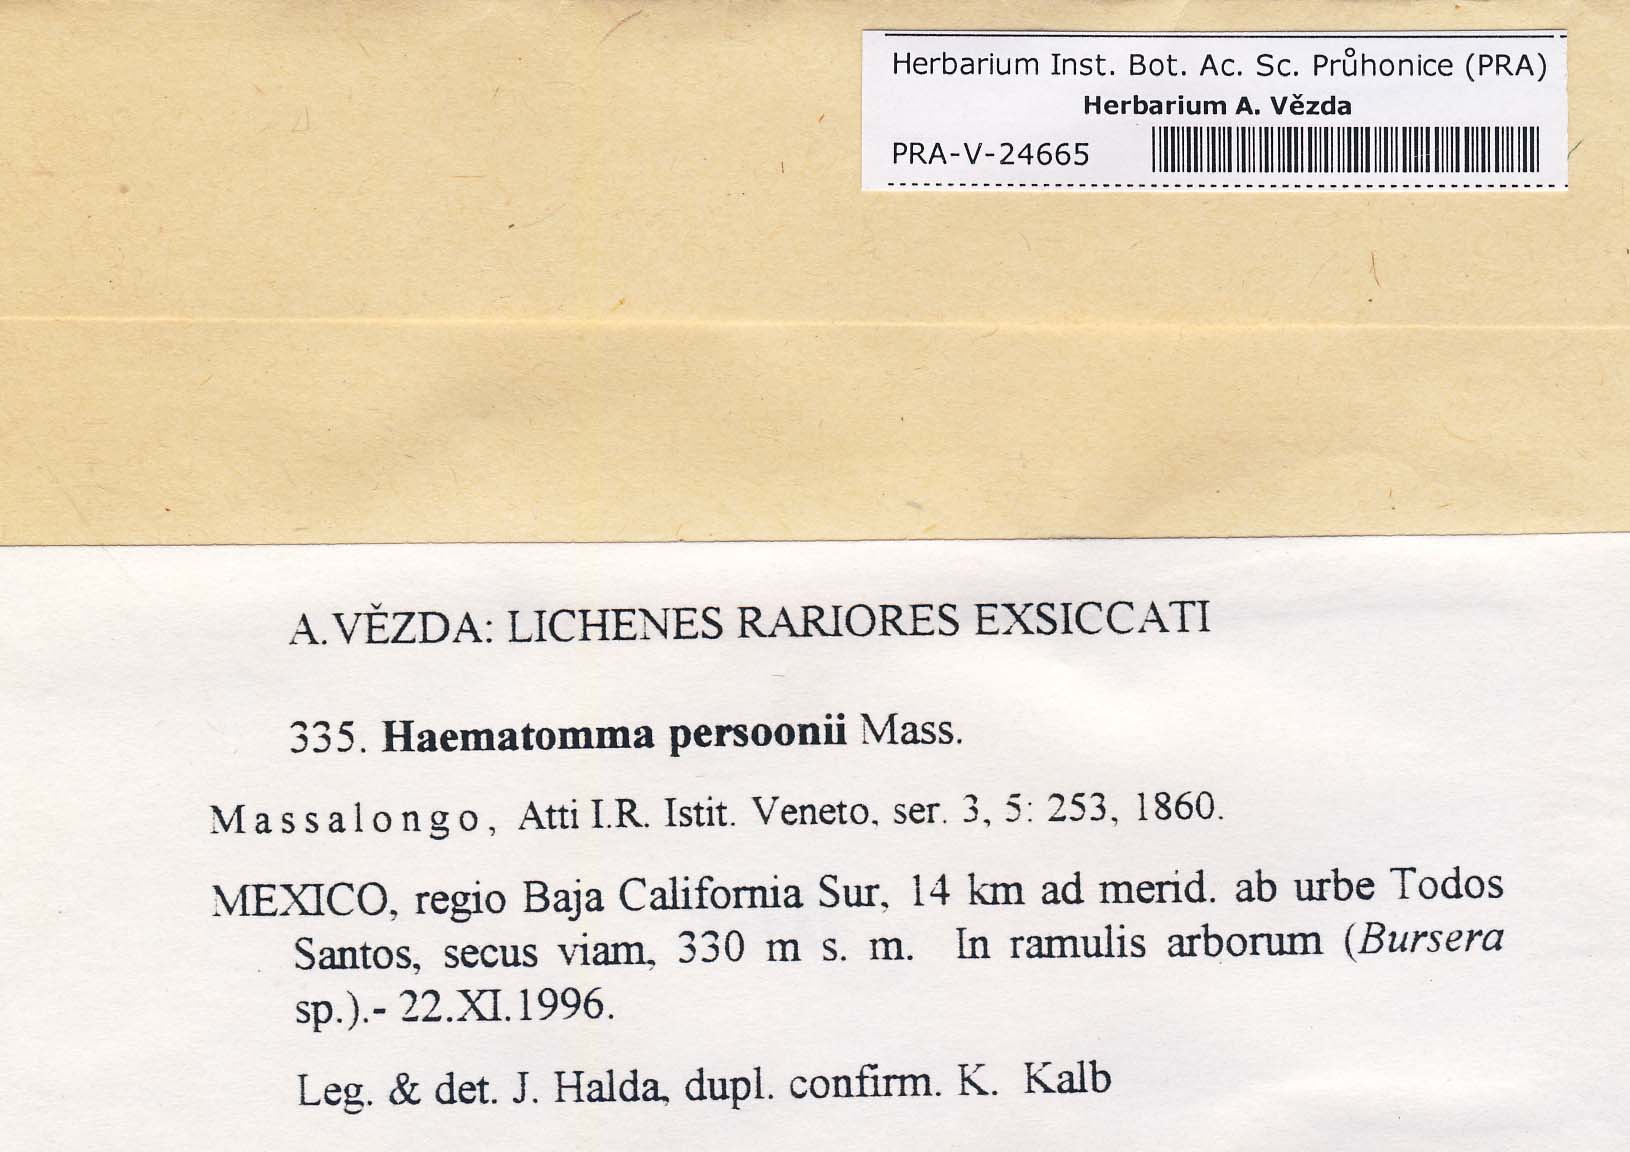 Herbarium Inst. Bot. Ac. Sc. Průhonice (PRA)
Herbarium A. Vězda
PRA-V-24665
A.VĚZDA: LICHENES RARIORES EXSICCATI
335. Haematomma persoonii Mass.
Massalongo, Atti I.R. Istit. Veneto, ser. 3, 5: 253, 1860.
MEXICO, regio Baja California Sur, 14 km ad merid. ab urbe Todos
Santos, secus viam, 330 m s. m. In ramulis arborum (Bursera
sp.).- 22.XI.1996.
Leg. & det. J. Halda, dupl. confirm. K. Kalb